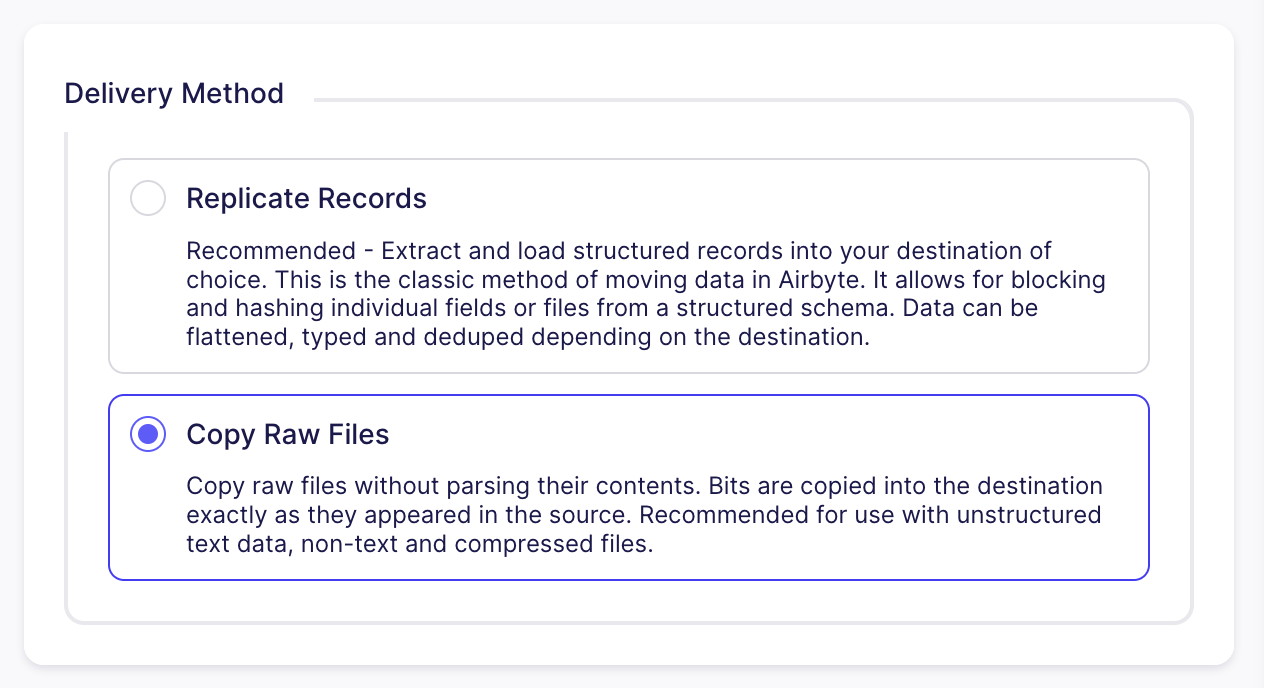 Delivery Method
Replicate Records
Recommended - Extract and load structured records into your destination of
choice. This is the classic method of moving data in Airbyte. It allows for blocking
and hashing individual fields or files from a structured schema. Data can be
flattened, typed and deduped depending on the destination.
Copy Raw Files
Copy raw files without parsing their contents. Bits are copied into the destination
exactly as they appeared in the source. Recommended for use with unstructured
text data, non-text and compressed files.